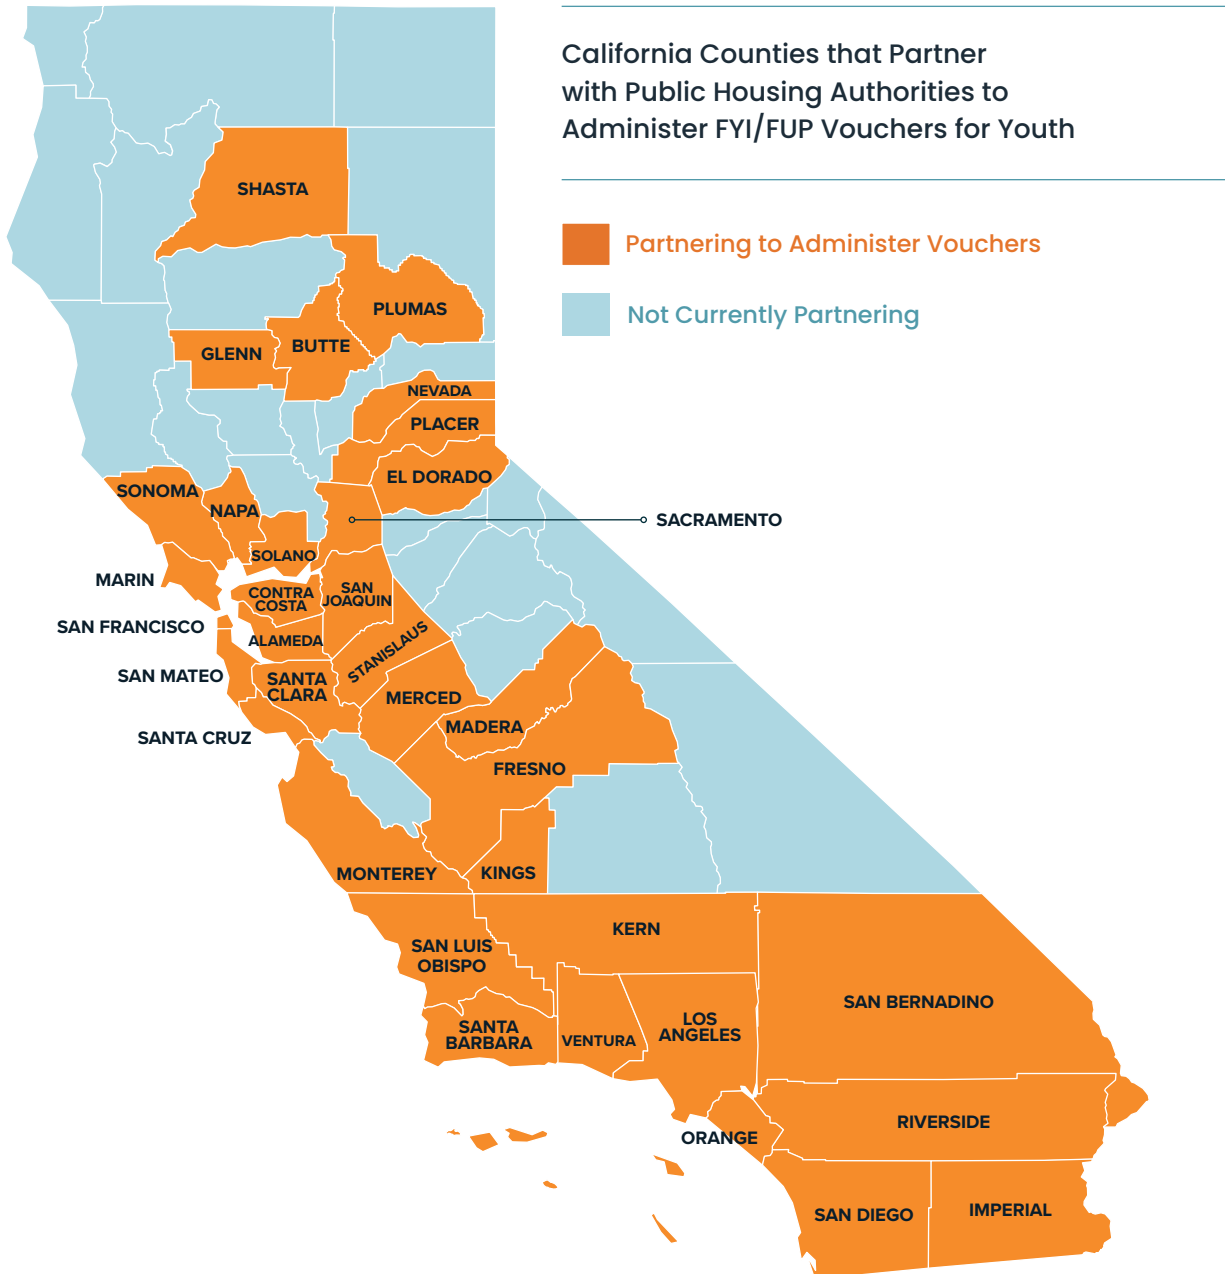 California Counties that Partner
with Public Housing Authorities to
Administer FYI/FUP Vouchers for Youth
Partnering to Administer Vouchers
Not Currently Partnering
SHASTA
PLUMAS
GLENN
BUTTE
NEVADA
PLACER
EL DORADO
SONOMA
NAPA
SACRAMENTO
SOLANO
MARIN
CONTRA
COSTA
SAN
JOAQUIN
SAN FRANCISCO
ALAMEDA
STANISLAUS
SAN MATEO
SANTA
CLARA
MERCED
SANTA CRUZ
MADERA
FRESNO
MONTEREY
KINGS
KERN
SAN LUIS
OBISPO
SAN BERNADINO
SANTA
BARBARA
VENTURA
LOS
ANGELES
RIVERSIDE
ORANGE
SAN DIEGO
IMPERIAL